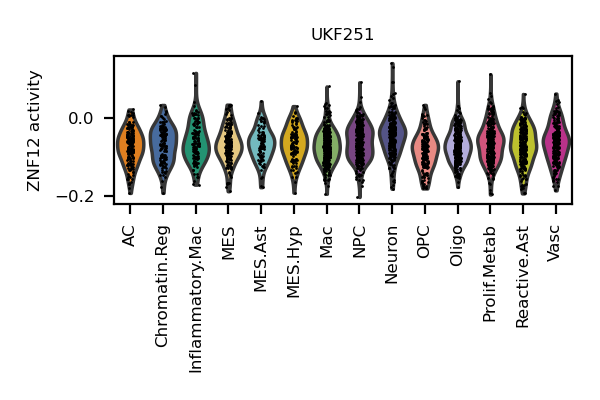 UKF251
ZNF12 activity
0.0
−0.2
AC
Chromatin.Reg
Inflammatory.Mac
MES
MES.Ast
MES.Hyp
Mac
NPC
Neuron
OPC
Oligo
Prolif.Metab
Reactive.Ast
Vasc